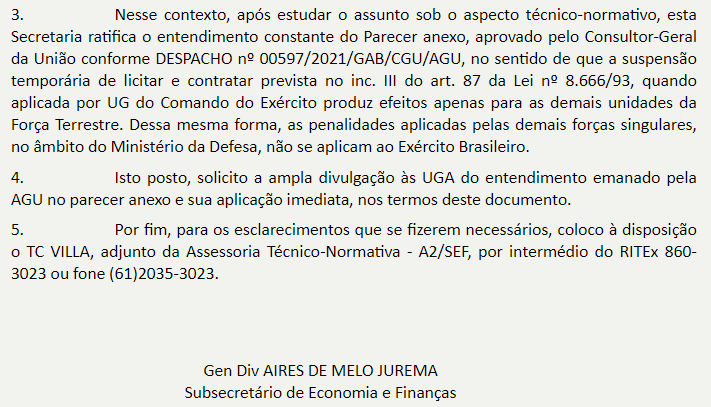 3. Nesse contexto, após estudar o assunto sob o aspecto técnico-normativo, esta
Secretaria ratifica o entendimento constante do Parecer anexo, aprovado pelo Consultor-Geral
da União conforme DESPACHO nº 00597/2021/GAB/CGU/AGU, no sentido de que a suspensão
temporária de licitar e contratar prevista no inc. III do art. 87 da Lei nº 8.666/93, quando
aplicada por UG do Comando do Exército produz efeitos apenas para as demais unidades da
Força Terrestre. Dessa mesma forma, as penalidades aplicadas pelas demais forças singulares,
no âmbito do Ministério da Defesa, não se aplicam ao Exército Brasileiro.
4. Isto posto, solicito a ampla divulgação às UGA do entendimento emanado pela
AGU no parecer anexo e sua aplicação imediata, nos termos deste documento.
5. Por fim, para os esclarecimentos que se fizerem necessários, coloco à disposição
o TC VILLA, adjunto da Assessoria Técnico-Normativa - A2/SEF, por intermédio do RITEx 860-
3023 ou fone (61)2035-3023.
Gen Div AIRES DE MELO JUREMA
Subsecretário de Economia e Finanças